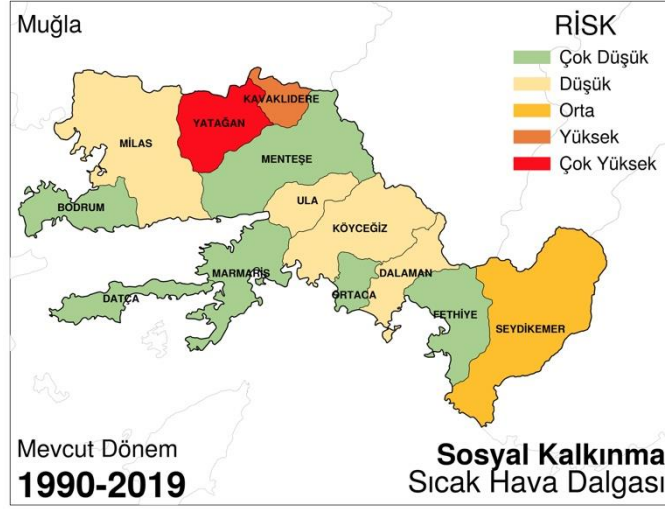 Muğla
RİSK
Çok Düşük
Düşük
Orta
Yüksek
Çok Yüksek
KAVAKLIDERE
YATAĞAN
MİLAS
MENTEŞE
ULA
BODRUM
KÖYCEĞİZ
MARMARİS
DALAMAN
DATÇA
ORTACA
FETHİYE
SEYDİKEMER
Mevcut Dönem
1990-2019
Sosyal Kalkınma
Sıcak Hava Dalgası